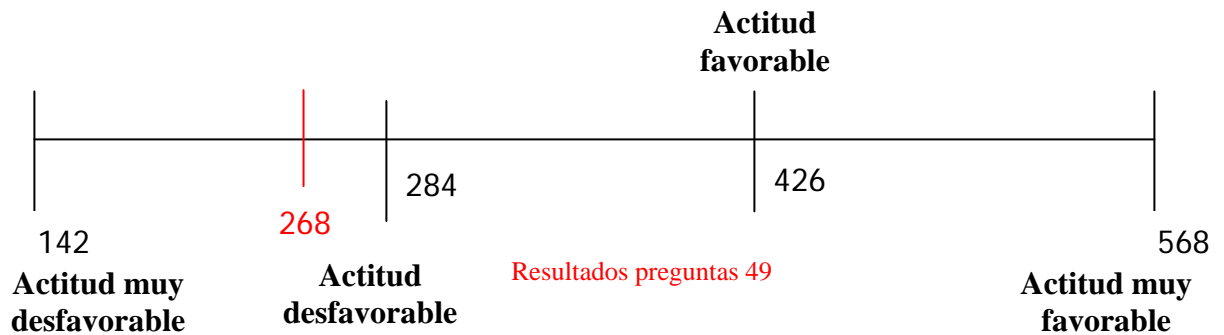 Actitud
favorable
284
426
268
142
568
Actitud muy
desfavorable
Actitud
desfavorable
Resultados preguntas 49
Actitud muy
favorable